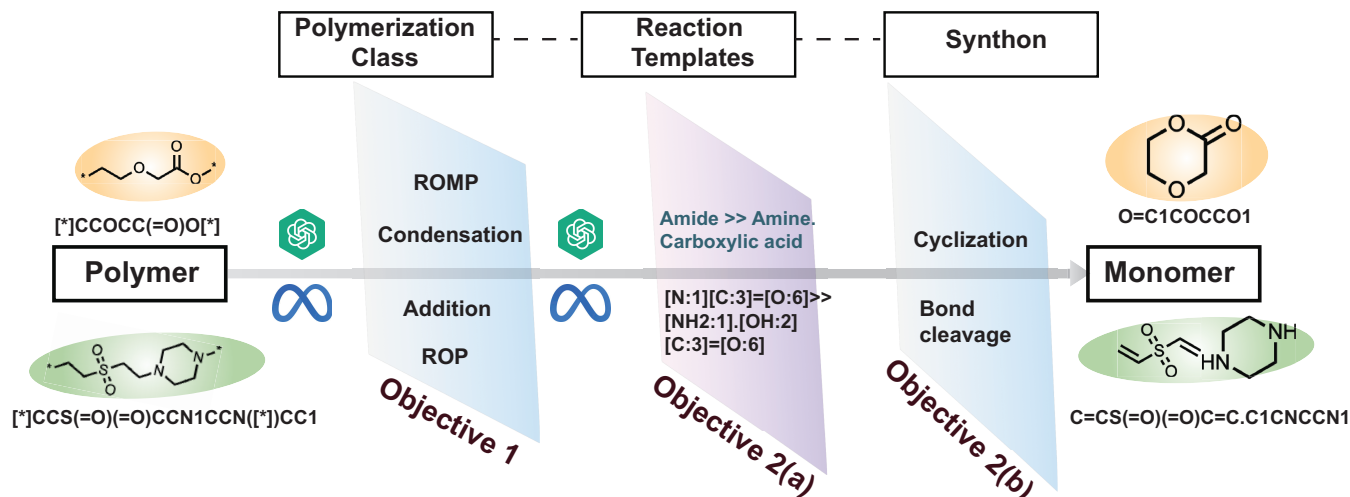 Polymerization
Class
Reaction
Templates
Synthon
O
O
O
*
*
[*]CCOCC(=O)O[*]
Polymer
O
S
O
N
N
*
*
[*]CCS(=O)(=O)CCN1CCN([*])CC1
ROMP
Condensation
Addition
ROP
Objective 1
Amide >> Amine.
Carboxylic acid
[N:1][C:3]=[O:6]>>
[NH2:1].[OH:2]
[C:3]=[O:6]
Objective 2(a)
Cyclization
Bond
cleavage
Objective 2(b)
O
O
O
O=C1COCCO1
Monomer
O
S
O
HN
NH
C=CS(=O)(=O)C=C.C1CNCCN1